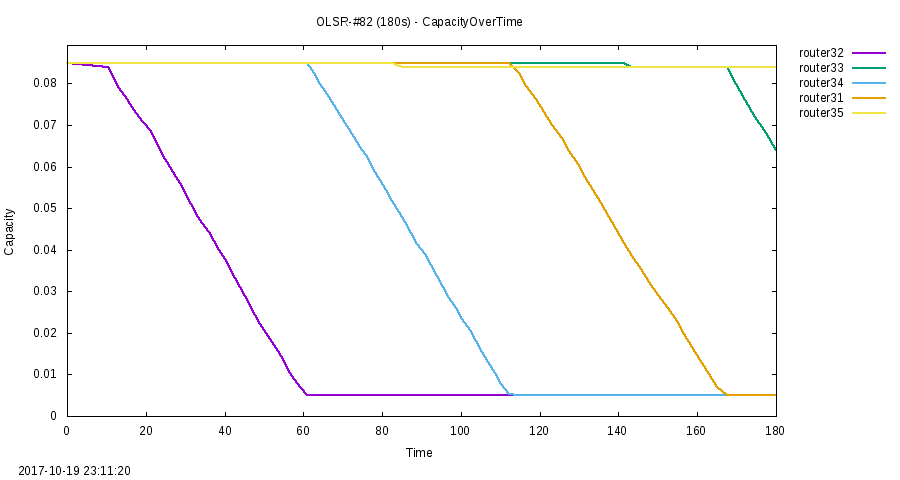 OLSR-#82 (180s) - CapacityOverTime
router32
router33
router34
router31
router35
0.08
0.07
0.06
0.05
0.04
0.03
0.02
0.01
0
Capacity
0 20 40 60 80 100 120 140 160 180
Time
2017-10-19 23:11:20